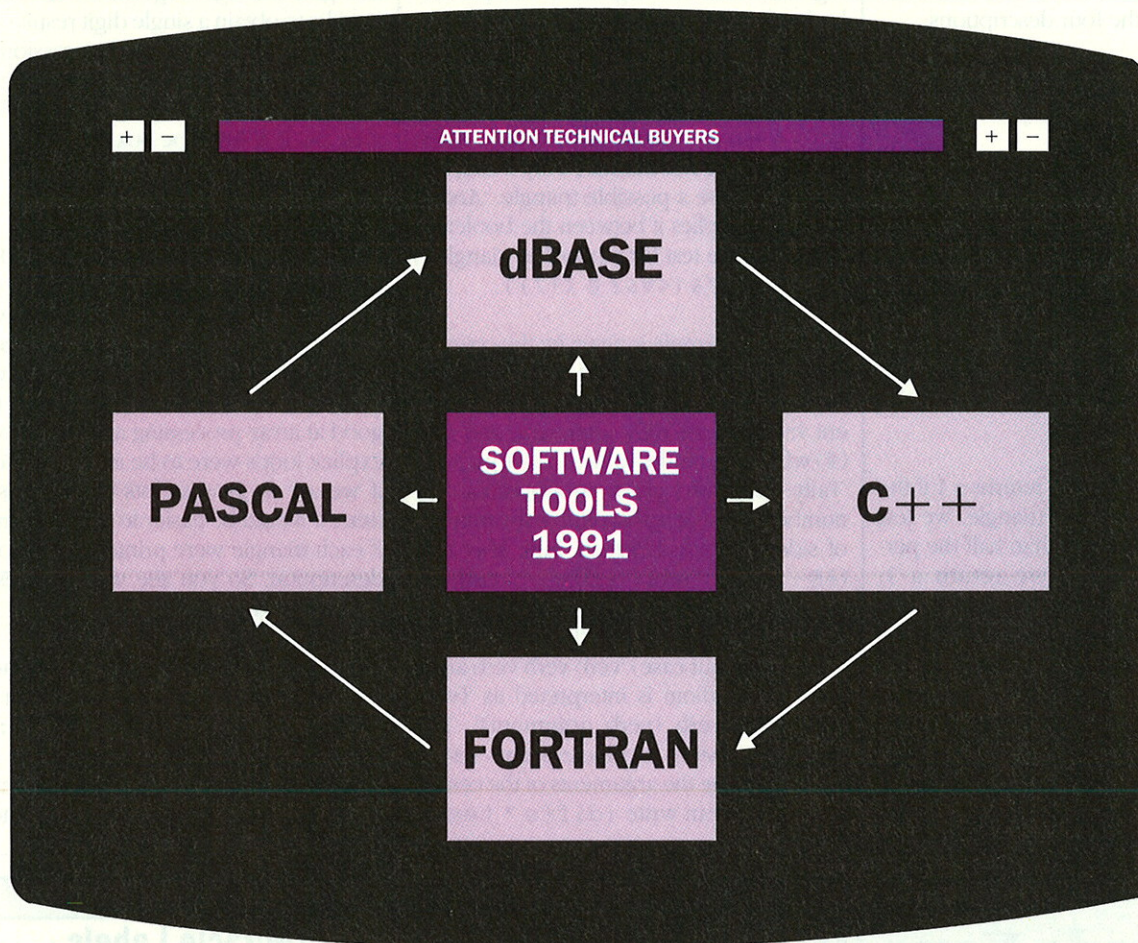 + − ATTENTION TECHNICAL BUYERS + −
dBASE
PASCAL
SOFTWARE
TOOLS
1991
C++
FORTRAN